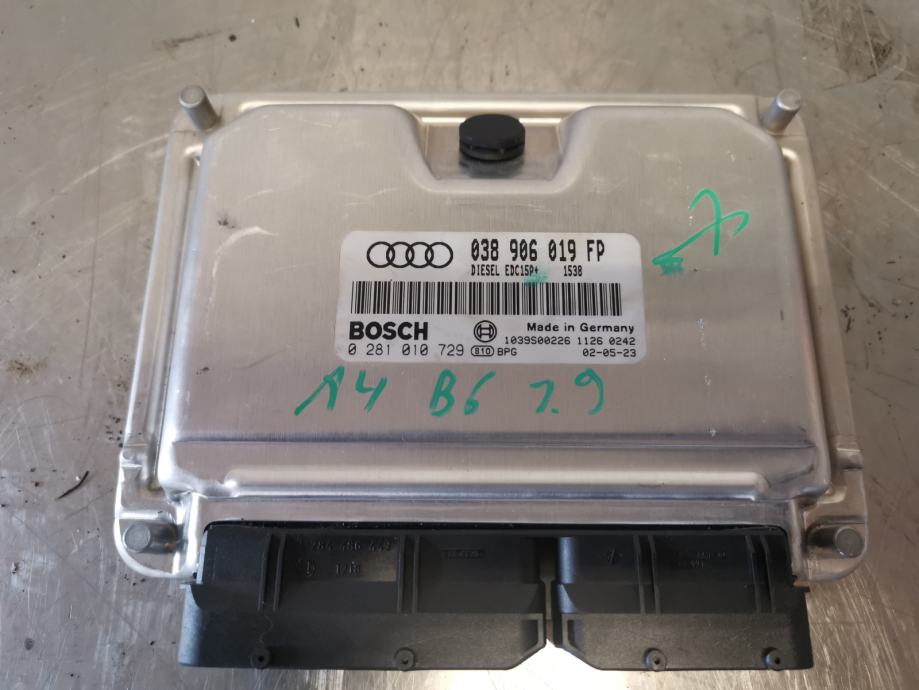 038 906 019 FP
DIESEL EDC15P+ 1538
BOSCH
Made in Germany
1039S00226 1126 0242
0 281 010 729 810 BPG
02-05-23
A4 B6 1.9